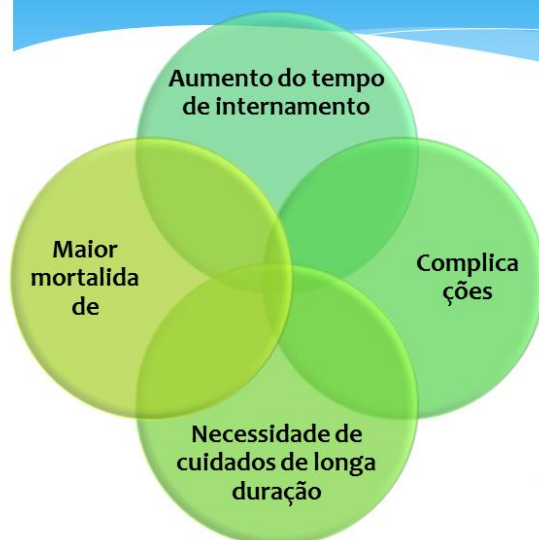 Aumento do tempo
de internamento
Maior
mortalida
de
Complica
ções
Necessidade de
cuidados de longa
duração